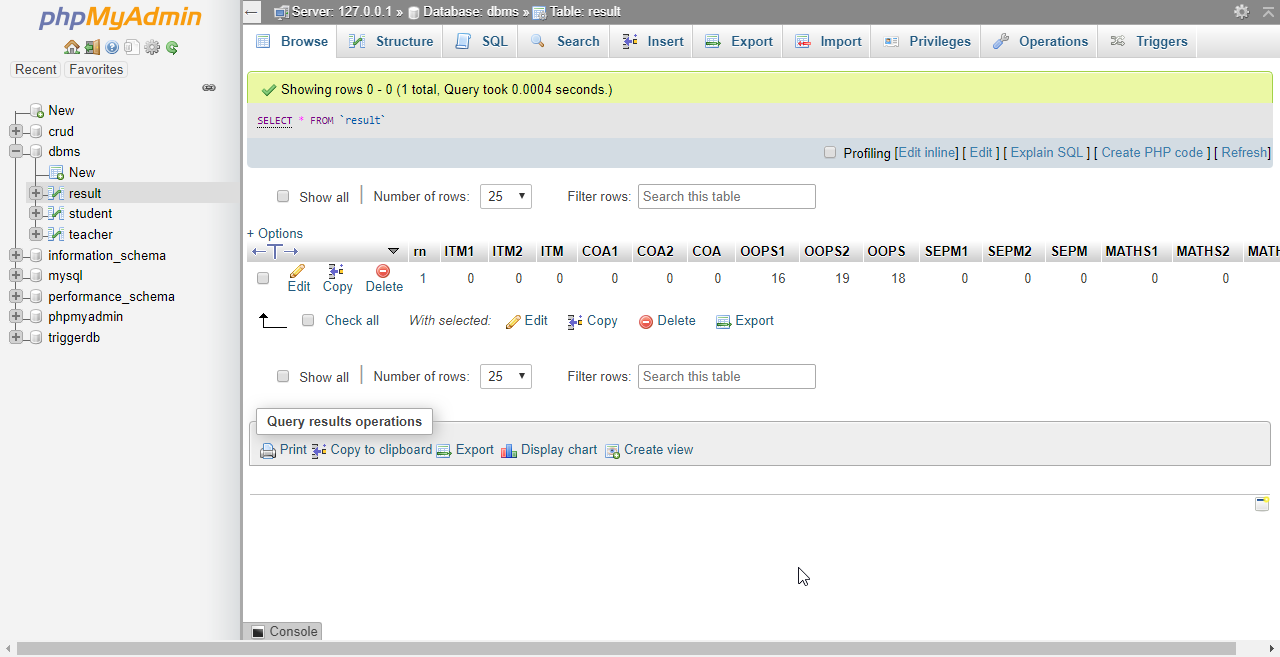 phpMyAdmin
Recent Favorites
New
crud
dbms
New
result
student
teacher
information_schema
mysql
performance_schema
phpmyadmin
triggerdb
Server: 127.0.0.1 » Database: dbms » Table: result
Browse Structure SQL Search Insert Export Import Privileges Operations Triggers
Showing rows 0 - 0 (1 total, Query took 0.0004 seconds.)
SELECT * FROM `result`
Profiling [Edit inline] [ Edit ] [ Explain SQL ] [ Create PHP code ] [ Refresh]
Show all Number of rows: 25 Filter rows: Search this table
+ Options
rn ITM1 ITM2 ITM COA1 COA2 COA OOPS1 OOPS2 OOPS SEPM1 SEPM2 SEPM MATHS1 MATHS2 MATH
Edit Copy Delete 1 0 0 0 0 0 0 16 19 18 0 0 0 0 0
Check all With selected: Edit Copy Delete Export
Show all Number of rows: 25 Filter rows: Search this table
Query results operations
Print Copy to clipboard Export Display chart Create view
Console